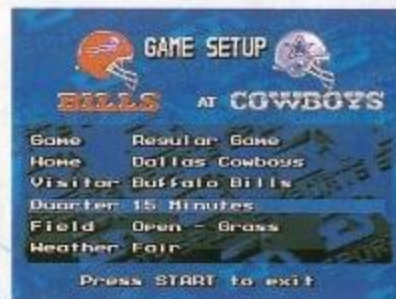 GAME SETUP
BILLS AT COWBOYS
Game Regular Game
Home Dallas Cowboys
Visitor Buffalo Bills
Quarter 15 Minutes
Field Open - Grass
Weather Fair
Press START to exit